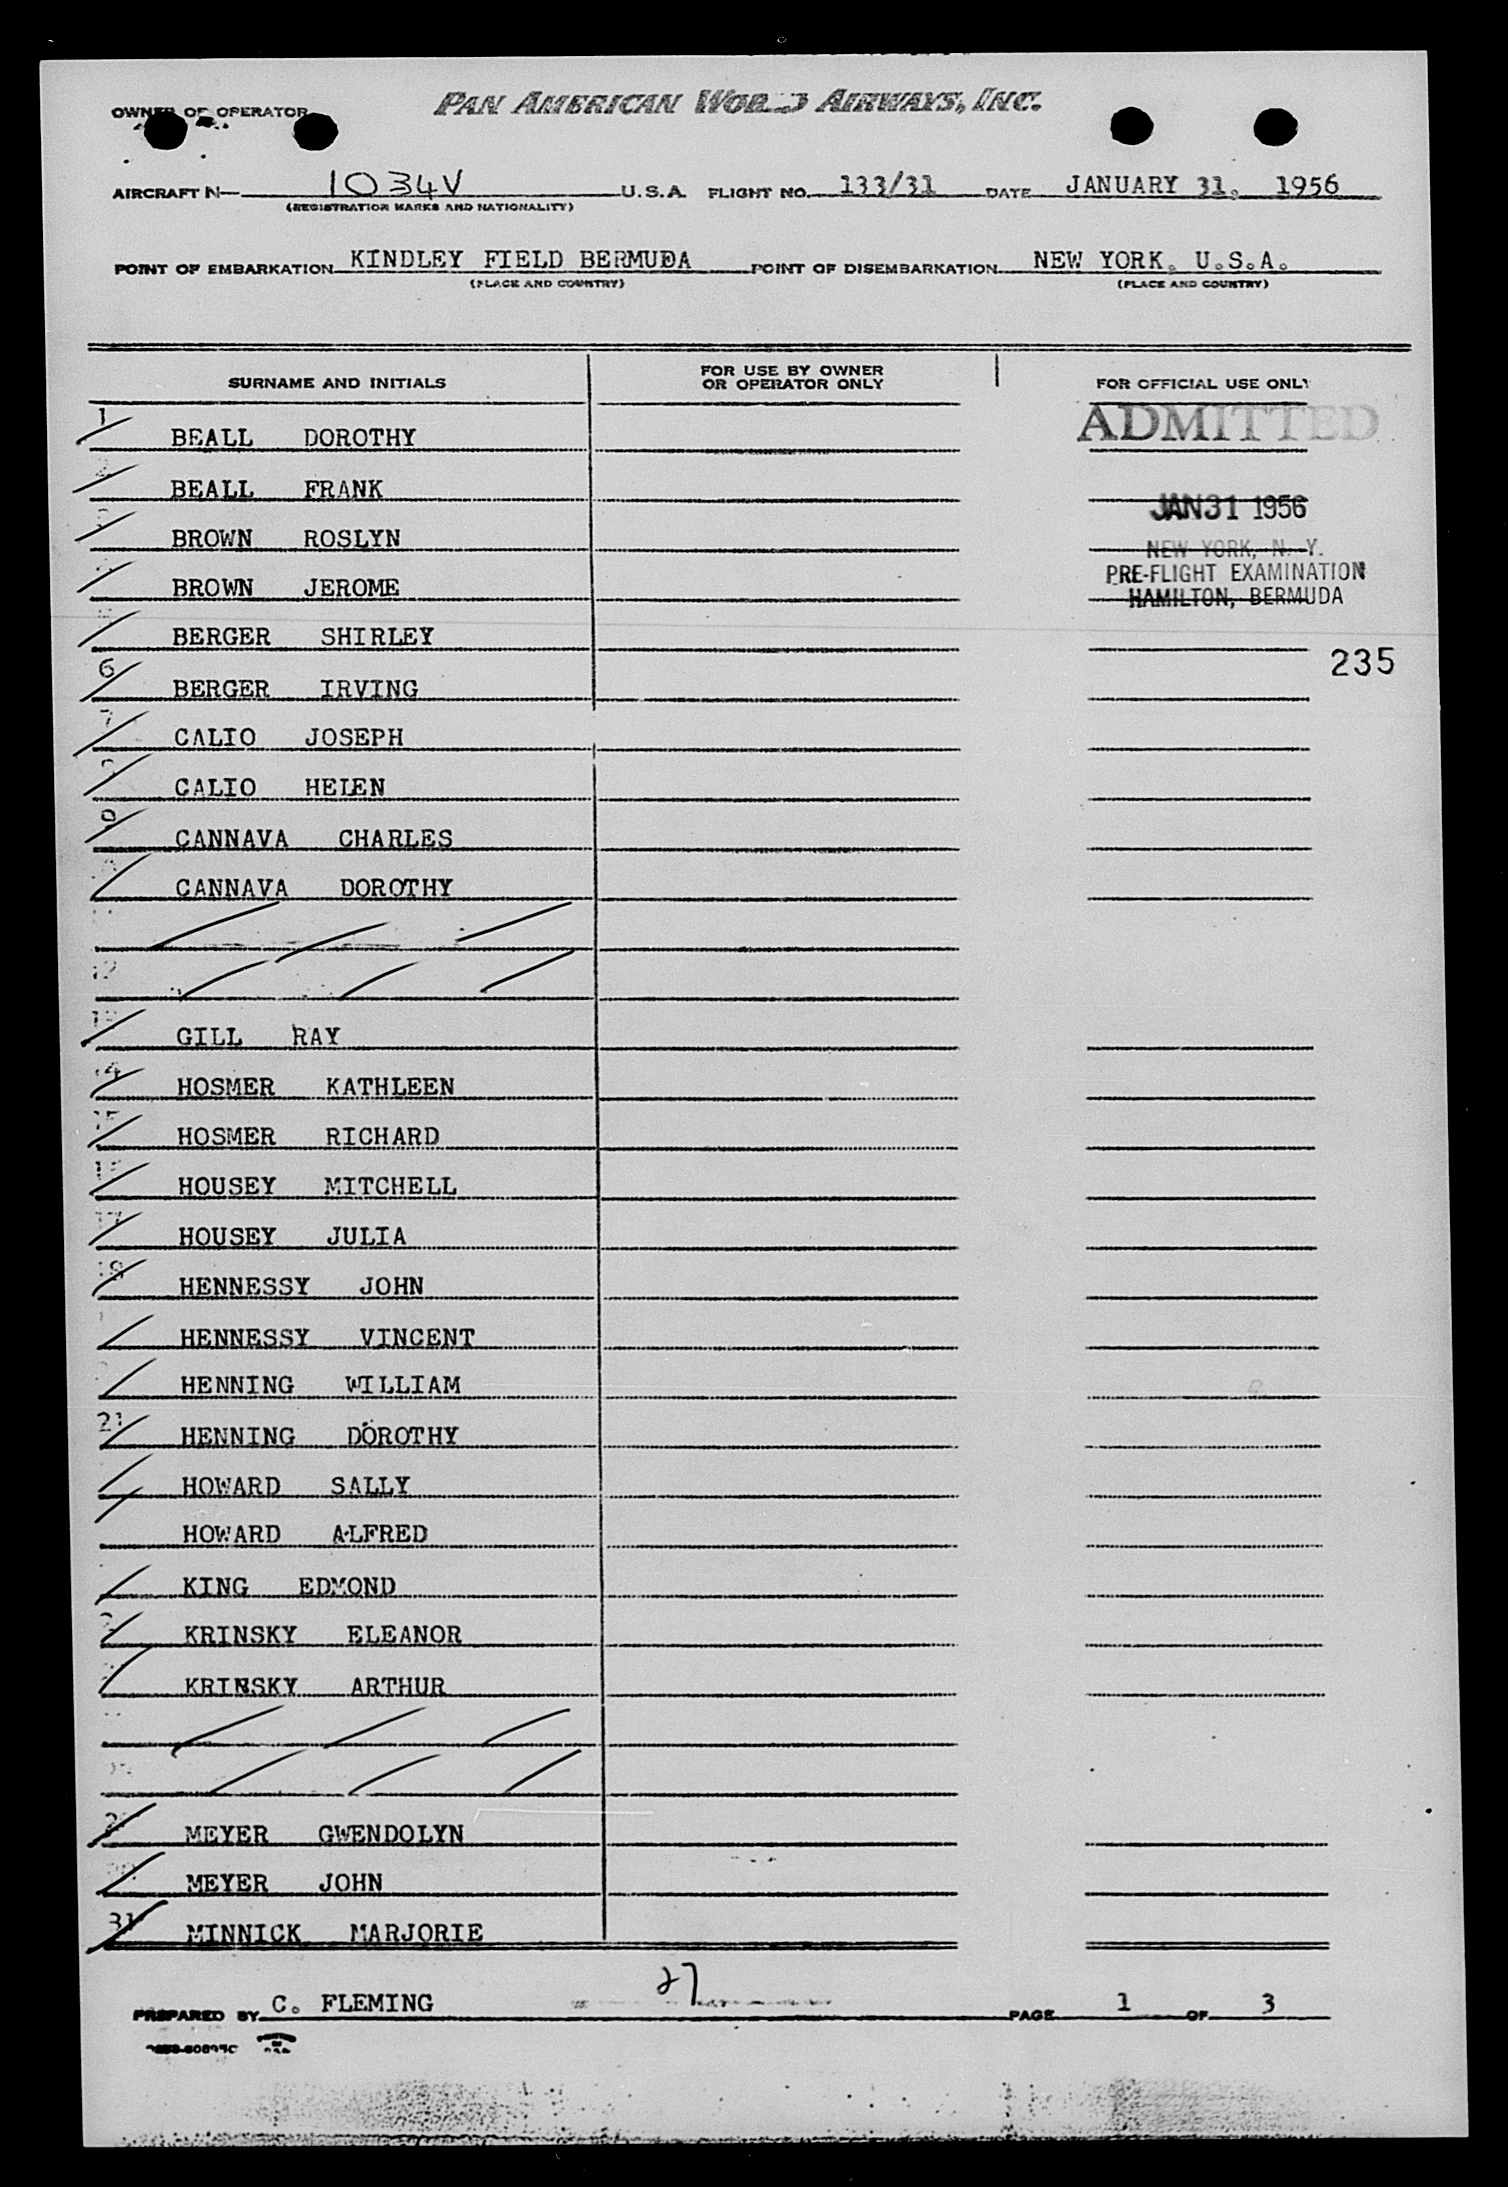 PAN AMERICAN WORLD AIRWAYS, INC.
OWNER OF OPERATOR
AIRCRAFT N— 1034V U.S.A. FLIGHT NO. 133/31 DATE JANUARY 31. 1956
(REGISTRATION MARKS AND NATIONALITY)
POINT OF EMBARKATION KINDLEY FIELD BERMUDA POINT OF DISEMBARKATION NEW YORK. U.S.A.
(PLACE AND COUNTRY) (PLACE AND COUNTRY)
SURNAME AND INITIALS FOR USE BY OWNER OR OPERATOR ONLY FOR OFFICIAL USE ONLY
ADMITTED
1 BEALL DOROTHY
2 BEALL FRANK
JAN 31 1956
3 BROWN ROSLYN
NEW YORK, N. Y.
PRE-FLIGHT EXAMINATION
BROWN JEROME
HAMILTON, BERMUDA
BERGER SHIRLEY
235
6 BERGER IRVING
7 CALIO JOSEPH
CALIO HELEN
9 CANNAVA CHARLES
CANNAVA DOROTHY
12
GILL RAY
14 HOSMER KATHLEEN
15 HOSMER RICHARD
HOUSEY MITCHELL
17 HOUSEY JULIA
18 HENNESSY JOHN
HENNESSY VINCENT
HENNING WILLIAM
21 HENNING DOROTHY
HOWARD SALLY
HOWARD ALFRED
KING EDMOND
KRINSKY ELEANOR
KRINSKY ARTHUR
MEYER GWENDOLYN
MEYER JOHN
31 MINNICK MARJORIE
27
PREPARED BY C. FLEMING PAGE 1 OF 3